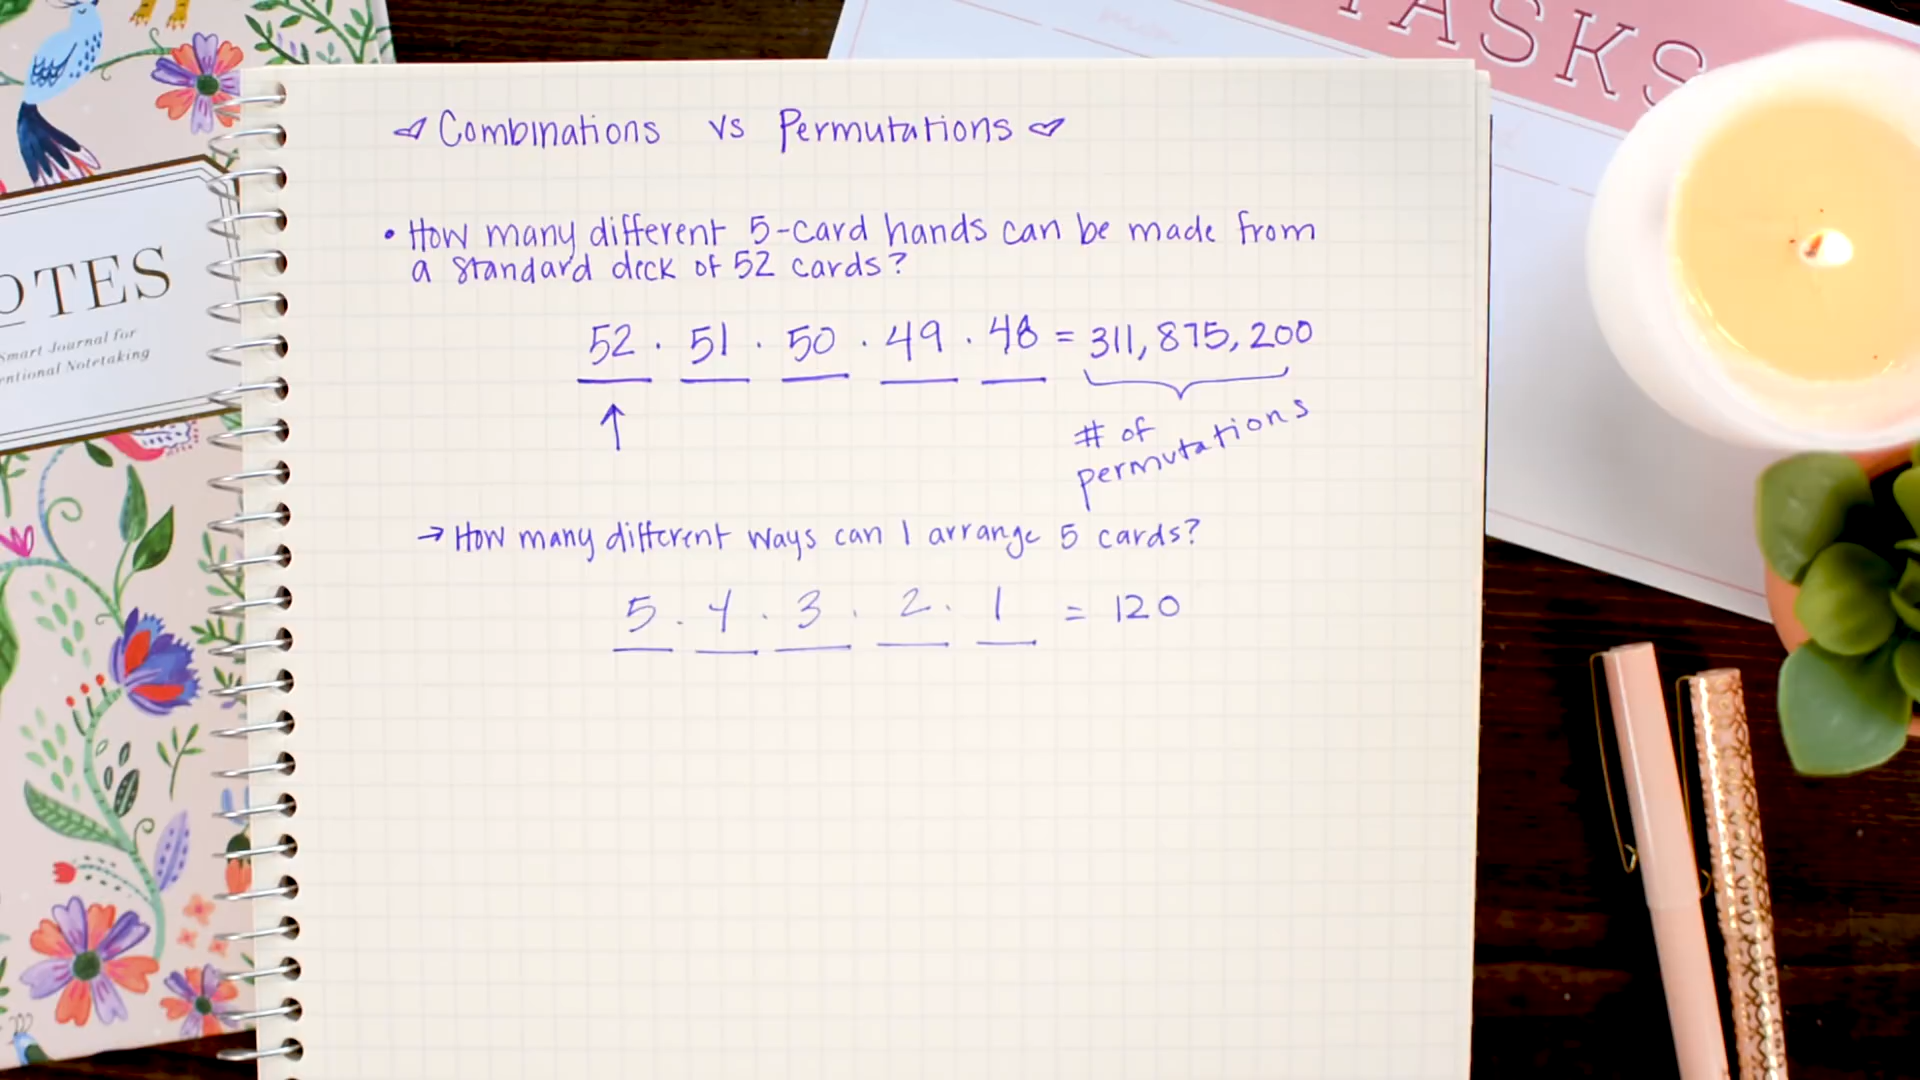 TASKS
Combinations vs Permutations
• How many different 5-card hands can be made from
a standard deck of 52 cards?
52 · 51 · 50 · 49 · 48 = 311,875,200
↑
# of
permutations
→ How many different ways can I arrange 5 cards?
5 · 4 · 3 · 2 · 1 = 120
OTES
Smart Journal for
entional Notetaking